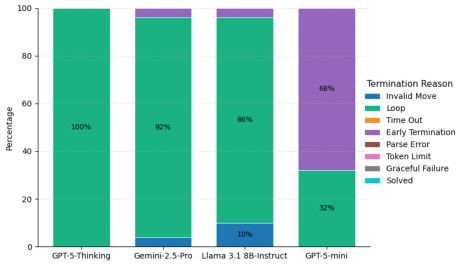 100
80
60
40
20
0
Percentage
100%
92%
86%
10%
68%
32%
GPT-5-Thinking
Gemini-2.5-Pro
Llama 3.1 8B-Instruct
GPT-5-mini
Termination Reason
Invalid Move
Loop
Time Out
Early Termination
Parse Error
Token Limit
Graceful Failure
Solved